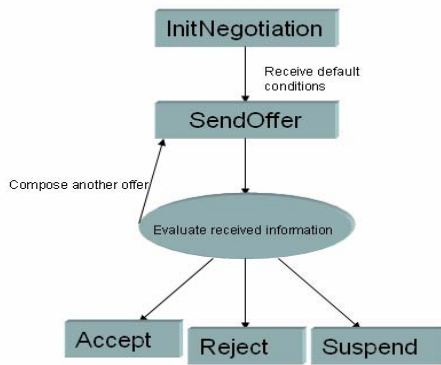 InitNegotiation
Receive default
conditions
SendOffer
Compose another offer
Evaluate received information
Accept
Reject
Suspend